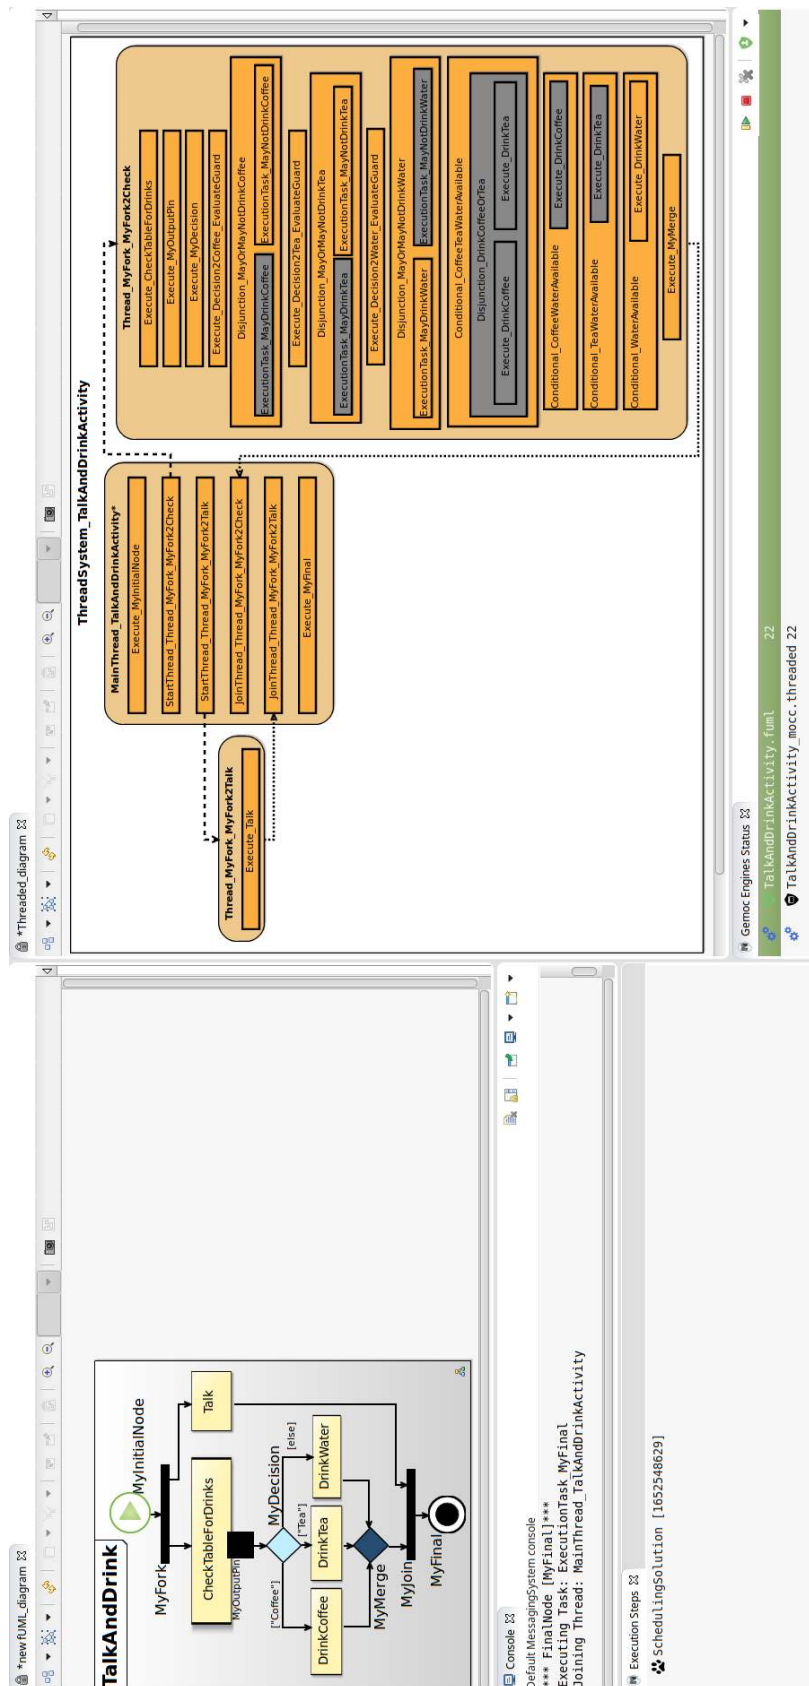 *new fUML_diagram
TalkAndDrink
MyInitialNode
MyFork
CheckTableForDrinks
Talk
MyOutputPin
MyDecision
["Coffee"]
["Tea"]
[else]
DrinkCoffee
DrinkTea
DrinkWater
MyMerge
MyJoin
MyFinal
Console
Default MessagingSystem console
*** FinalNode [MyFinal]***
Executing Task: ExecutionTask_MyFinal
Joining Thread: MainThread_TalkAndDrinkActivity
Execution Steps
SchedulingSolution [1652548629]
*Threaded_diagram
ThreadSystem_TalkAndDrinkActivity
Thread_MyFork_MyFork2Talk
Execute_Talk
MainThread_TalkAndDrinkActivity*
Execute_MyInitialNode
StartThread_Thread_MyFork_MyFork2Check
StartThread_Thread_MyFork_MyFork2Talk
JoinThread_Thread_MyFork_MyFork2Check
JoinThread_Thread_MyFork_MyFork2Talk
Execute_MyFinal
Thread_MyFork_MyFork2Check
Execute_CheckTableForDrinks
Execute_MyOutputPin
Execute_MyDecision
Execute_Decision2Coffee_EvaluateGuard
Disjunction_MayOrMayNotDrinkCoffee
ExecutionTask_MayDrinkCoffee
ExecutionTask_MayNotDrinkCoffee
Execute_Decision2Tea_EvaluateGuard
Disjunction_MayOrMayNotDrinkTea
ExecutionTask_MayDrinkTea
ExecutionTask_MayNotDrinkTea
Execute_Decision2Water_EvaluateGuard
Disjunction_MayOrMayNotDrinkWater
ExecutionTask_MayDrinkWater
ExecutionTask_MayNotDrinkWater
Conditional_CoffeeTeaWaterAvailable
Disjunction_DrinkCoffeeOrTea
Execute_DrinkCoffee
Execute_DrinkTea
Conditional_CoffeeWaterAvailable
Execute_DrinkCoffee
Conditional_TeaWaterAvailable
Execute_DrinkTea
Conditional_WaterAvailable
Execute_DrinkWater
Execute_MyMerge
Gemoc Engines Status
TalkAndDrinkActivity.fuml 22
TalkAndDrinkActivity_mocc.threaded 22